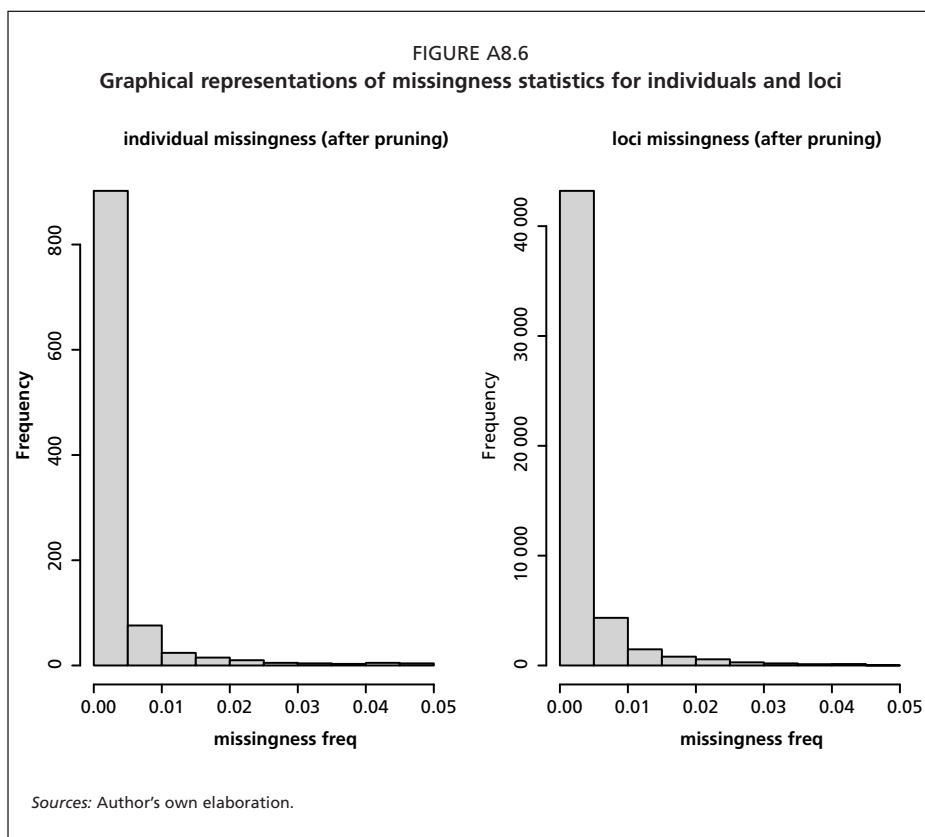 FIGURE A8.6
Graphical representations of missingness statistics for individuals and loci
individual missingness (after pruning)
Frequency
800
600
400
200
0
0.00 0.01 0.02 0.03 0.04 0.05
missingness freq
loci missingness (after pruning)
Frequency
40 000
30 000
20 000
10 000
0
0.00 0.01 0.02 0.03 0.04 0.05
missingness freq
Sources: Author's own elaboration.